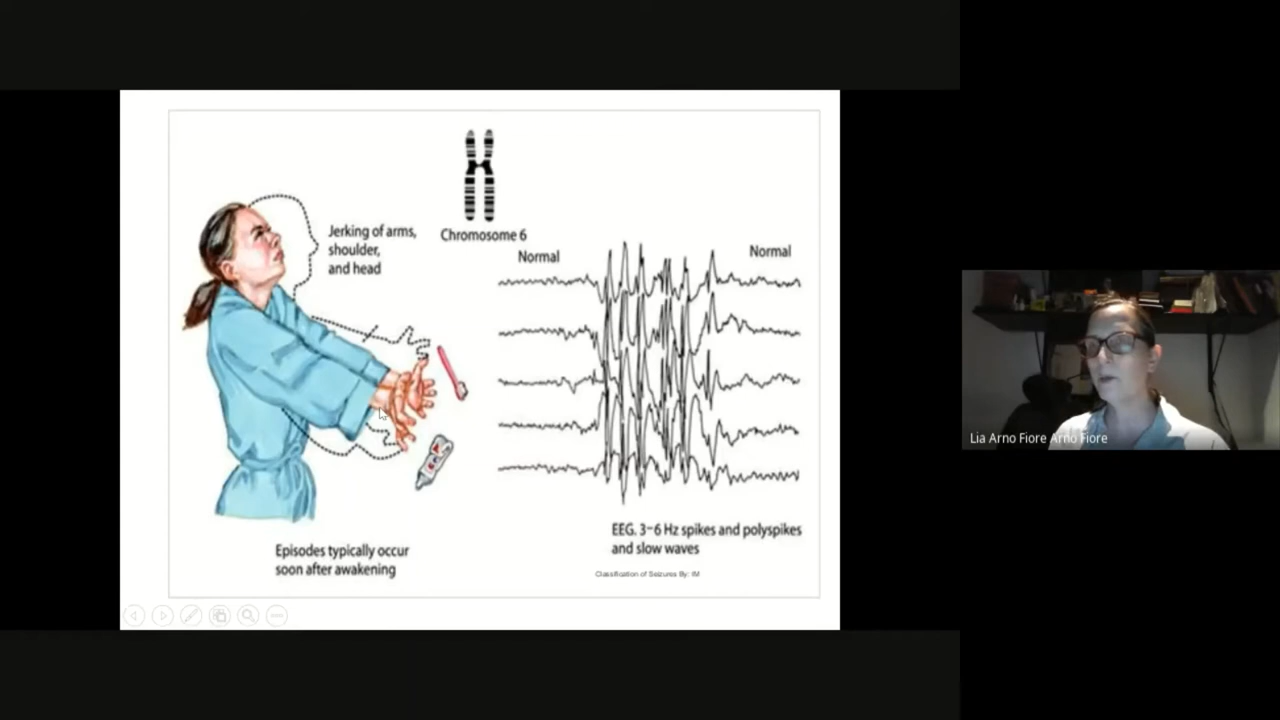 Jerking of arms,
shoulder,
and head
Chromosome 6
Normal
Normal
EEG. 3-6 Hz spikes and polyspikes
and slow waves
Episodes typically occur
soon after awakening
Classification of Seizures By: IM
Lia Arno Fiore Arno Fiore